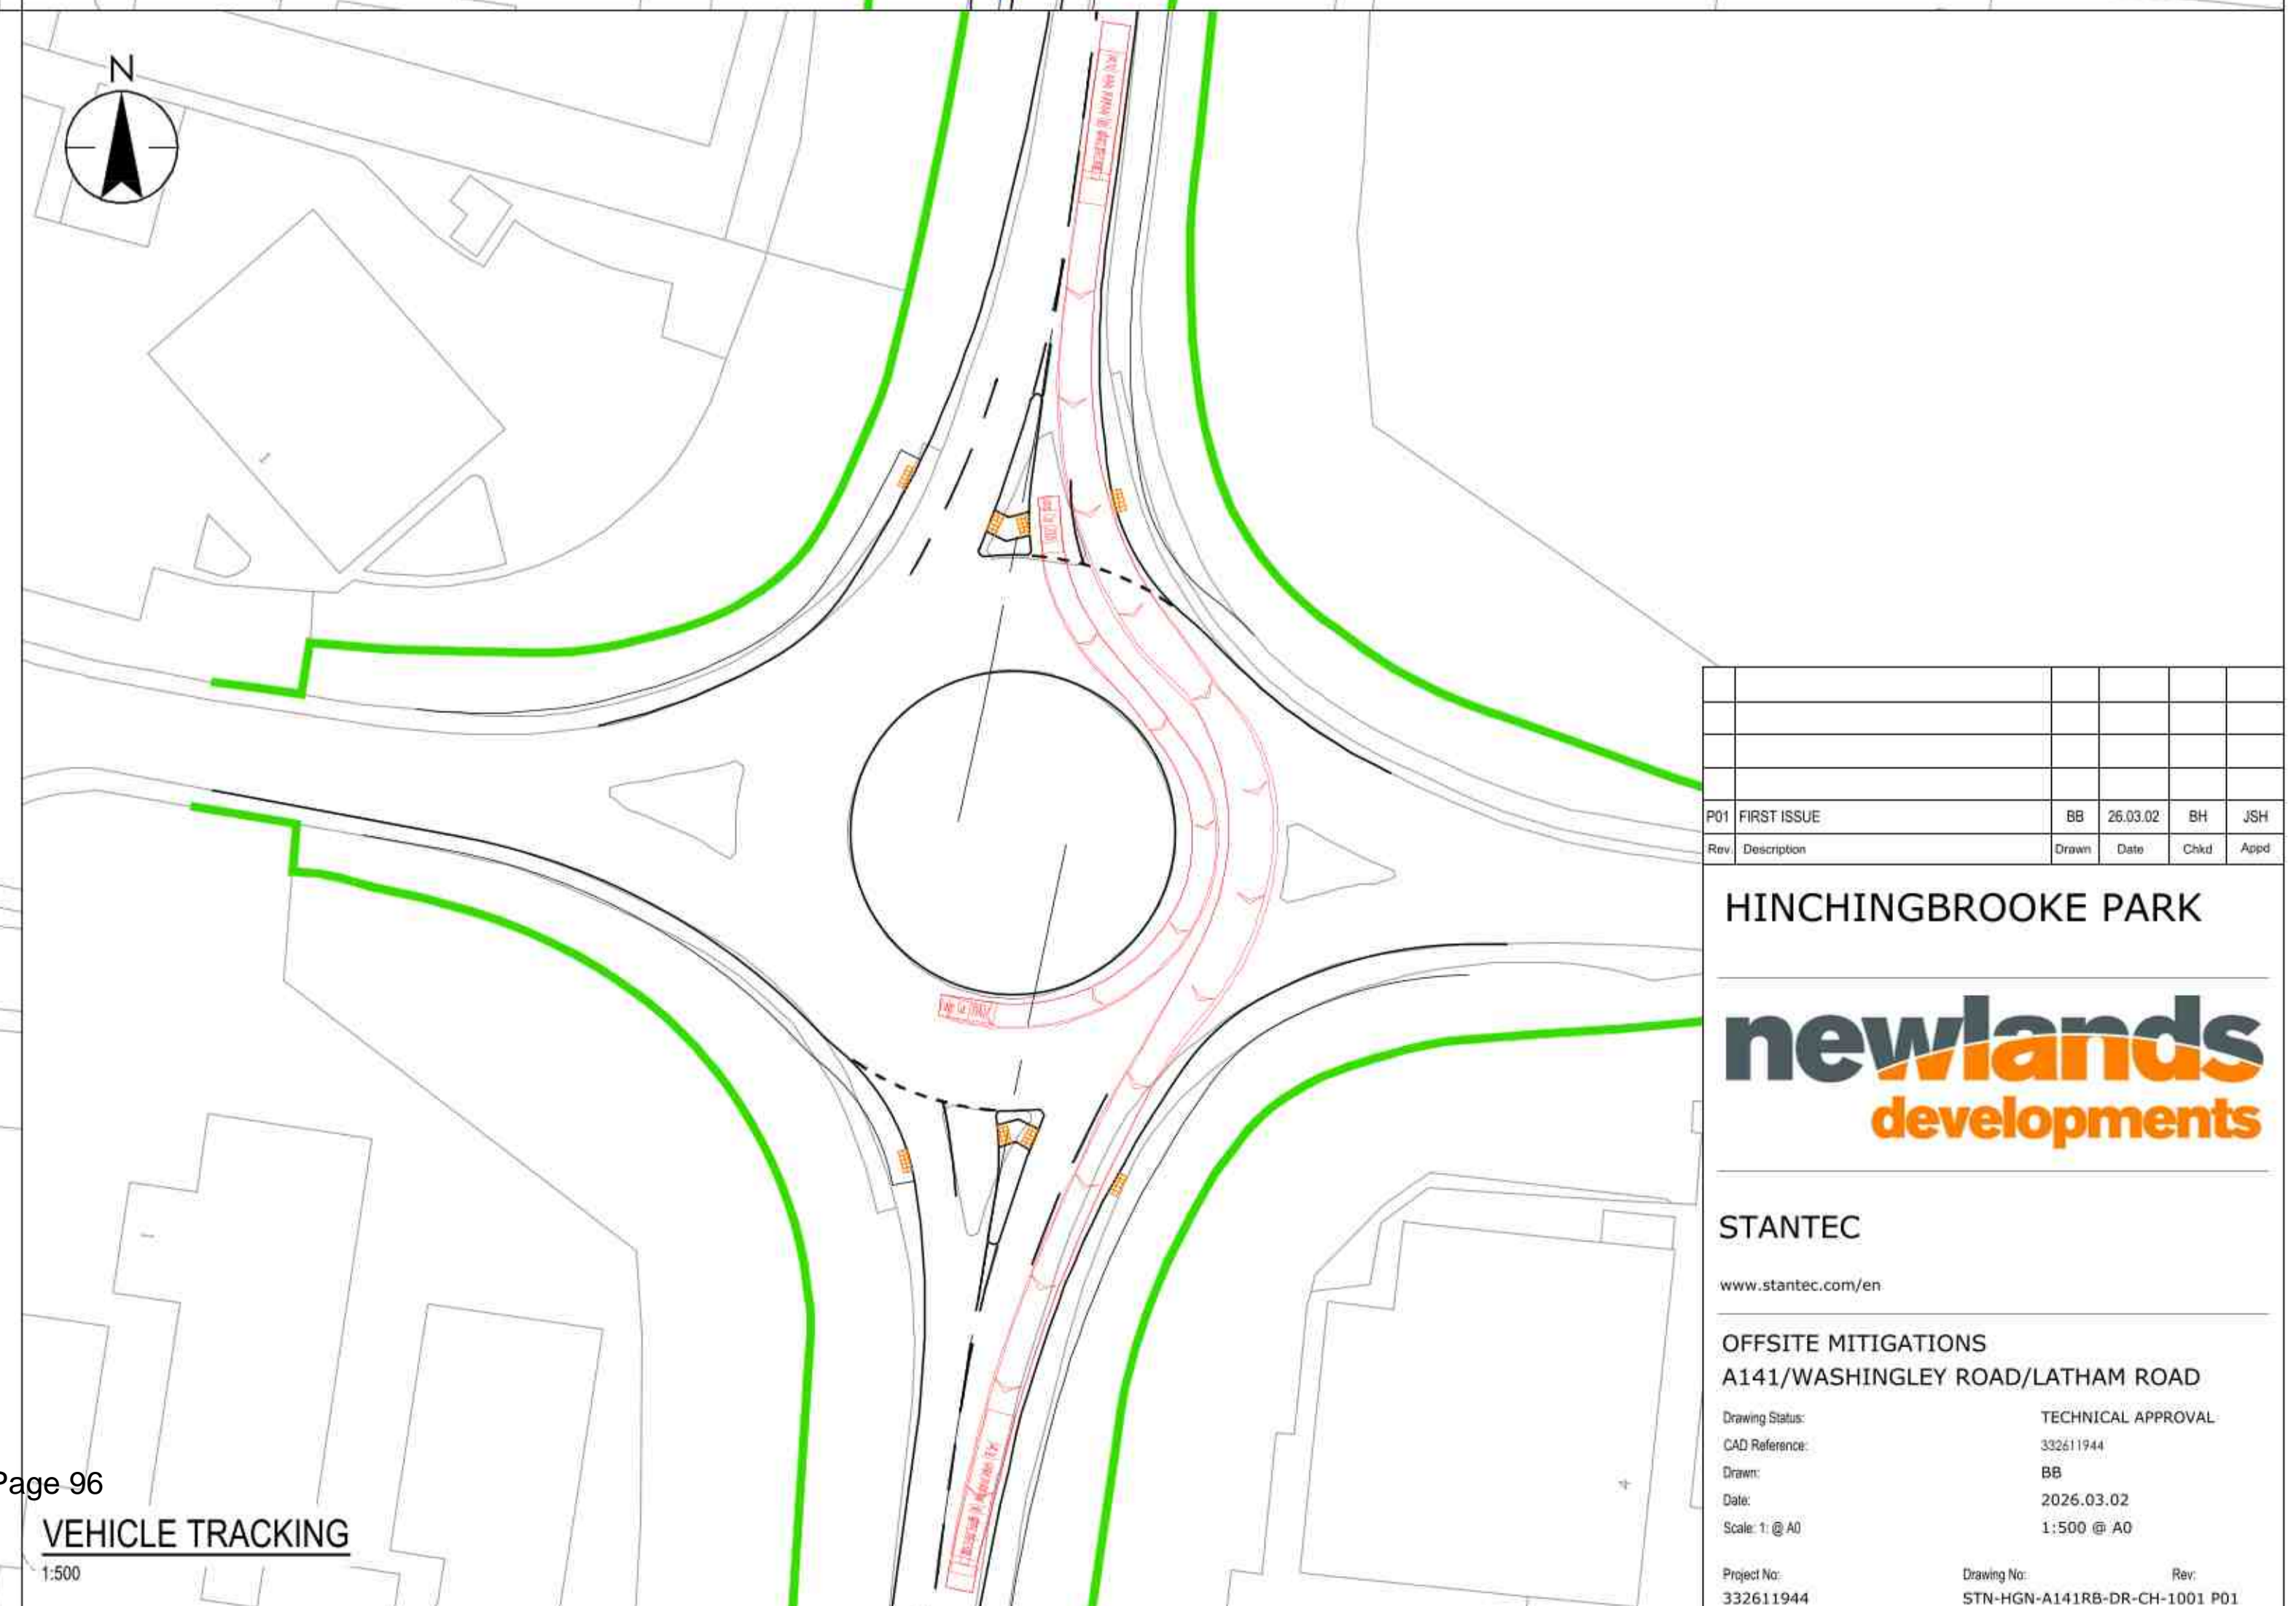 N
1
P01 FIRST ISSUE BB 26.03.02 BH JSH
Rev. Description Drawn Date Chkd Appd
HINCHINGBROOKE PARK
newlands
developments
STANTEC
www.stantec.com/en
OFFSITE MITIGATIONS
A141/WASHINGLEY ROAD/LATHAM ROAD
Drawing Status: TECHNICAL APPROVAL
CAD Reference: 332611944
Drawn: BB
Date: 2026.03.02
Scale: 1: @ A0 1:500 @ A0
Project No: Drawing No: Rev:
332611944 STN-HGN-A141RB-DR-CH-1001 P01
4
Page 96
VEHICLE TRACKING
1:500